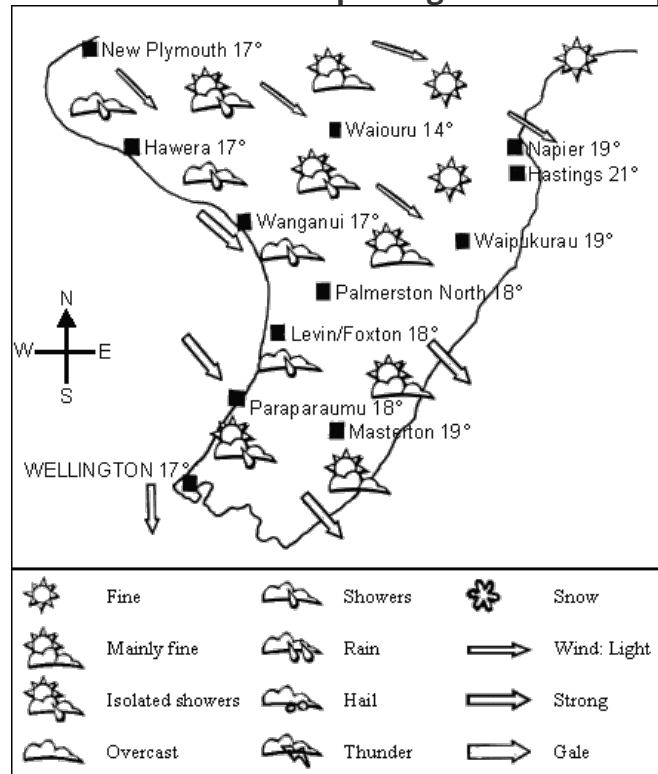 New Plymouth 17°
Waiouru 14°
Hawera 17°
Napier 19°
Hastings 21°
Wanganui 17°
Waipukurau 19°
Palmerston North 18°
N
W E
S
Levin/Foxton 18°
Paraparaumu 18°
Masterton 19°
WELLINGTON 17°
Fine Showers Snow
Mainly fine Rain Wind: Light
Isolated showers Hail Strong
Overcast Thunder Gale